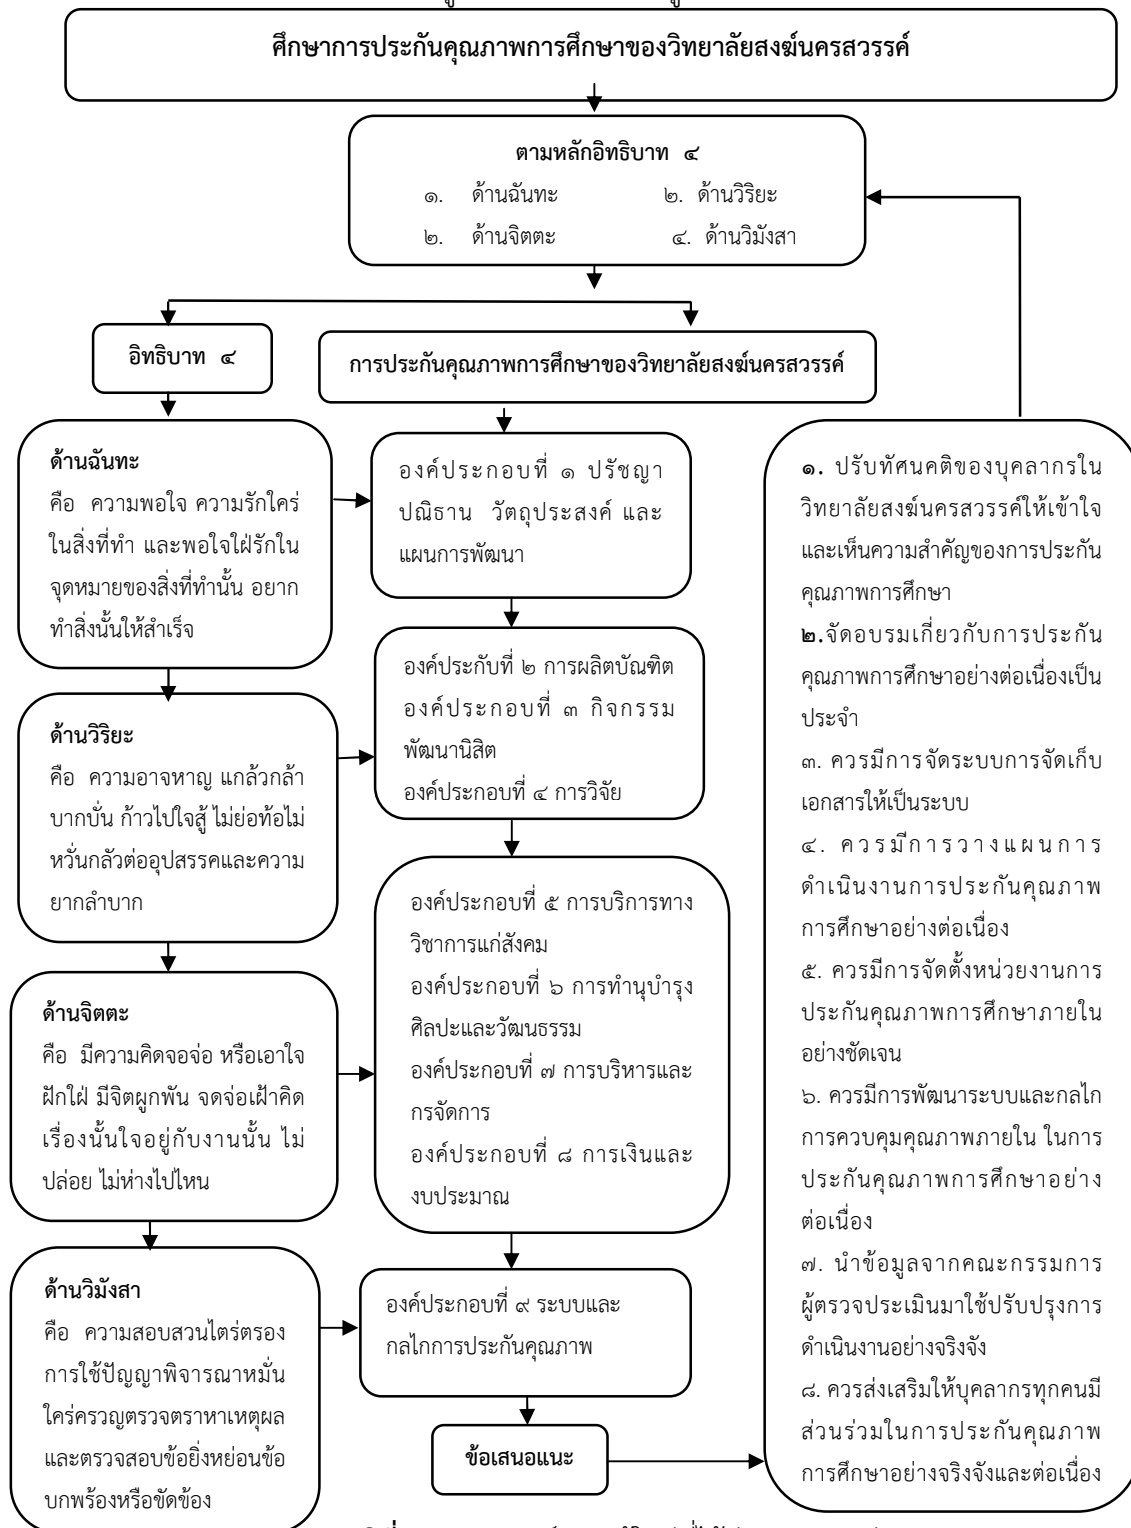 ศึกษาการประกันคุณภาพการศึกษาของวิทยาลัยสงฆ์นครสวรรค์
ตามหลักอิทธิบาท ๔
๑. ด้านฉันทะ ๒. ด้านวิริยะ
๒. ด้านจิตตะ ๔. ด้านวิมังสา
อิทธิบาท ๔
การประกันคุณภาพการศึกษาของวิทยาลัยสงฆ์นครสวรรค์
ด้านฉันทะ
คือ ความพอใจ ความรักใคร่
ในสิ่งที่ทำ และพอใจใฝ่รักใน
จุดหมายของสิ่งที่ทำนั้น อยาก
ทำสิ่งนั้นให้สำเร็จ
ด้านวิริยะ
คือ ความอาจหาญ แกล้วกล้า
บากบั่น ก้าวไปใจสู้ ไม่ย่อท้อไม่
หวั่นกลัวต่ออุปสรรคและความ
ยากลำบาก
ด้านจิตตะ
คือ มีความคิดจอจ่อ หรือเอาใจ
ฝักใฝ่ มีจิตผูกพัน จดจ่อเฝ้าคิด
เรื่องนั้นใจอยู่กับงานนั้น ไม่
ปล่อย ไม่ห่างไปไหน
ด้านวิมังสา
คือ ความสอบสวนไตร่ตรอง
การใช้ปัญญาพิจารณาหมั่น
ใคร่ครวญตรวจตราหาเหตุผล
และตรวจสอบข้อยิ่งหย่อนข้อ
บกพร้องหรือขัดข้อง
องค์ประกอบที่ ๑ ปรัชญา
ปณิธาน วัตถุประสงค์ และ
แผนการพัฒนา
องค์ประกับที่ ๒ การผลิตบัณฑิต
องค์ประกอบที่ ๓ กิจกรรม
พัฒนานิสิต
องค์ประกอบที่ ๔ การวิจัย
องค์ประกอบที่ ๕ การบริการทาง
วิชาการแก่สังคม
องค์ประกอบที่ ๖ การทำนุบำรุง
ศิลปะและวัฒนธรรม
องค์ประกอบที่ ๗ การบริหารและ
กรจัดการ
องค์ประกอบที่ ๘ การเงินและ
งบประมาณ
องค์ประกอบที่ ๙ ระบบและ
กลไกการประกันคุณภาพ
ข้อเสนอแนะ
๑. ปรับทัศนคติของบุคลากรใน
วิทยาลัยสงฆ์นครสวรรค์ให้เข้าใจ
และเห็นความสำคัญของการประกัน
คุณภาพการศึกษา
๒.จัดอบรมเกี่ยวกับการประกัน
คุณภาพการศึกษาอย่างต่อเนื่องเป็น
ประจำ
๓. ควรมีการจัดระบบการจัดเก็บ
เอกสารให้เป็นระบบ
๔. ควรมีการวางแผนการ
ดำเนินงานการประกันคุณภาพ
การศึกษาอย่างต่อเนื่อง
๕. ควรมีการจัดตั้งหน่วยงานการ
ประกันคุณภาพการศึกษาภายใน
อย่างชัดเจน
๖. ควรมีการพัฒนาระบบและกลไก
การควบคุมคุณภาพภายใน ในการ
ประกันคุณภาพการศึกษาอย่าง
ต่อเนื่อง
๗. นำข้อมูลจากคณะกรรมการ
ผู้ตรวจประเมินมาใช้ปรับปรุงการ
ดำเนินงานอย่างจริงจัง
๘. ควรส่งเสริมให้บุคลากรทุกคนมี
ส่วนร่วมในการประกันคุณภาพ
การศึกษาอย่างจริงจังและต่อเนื่อง